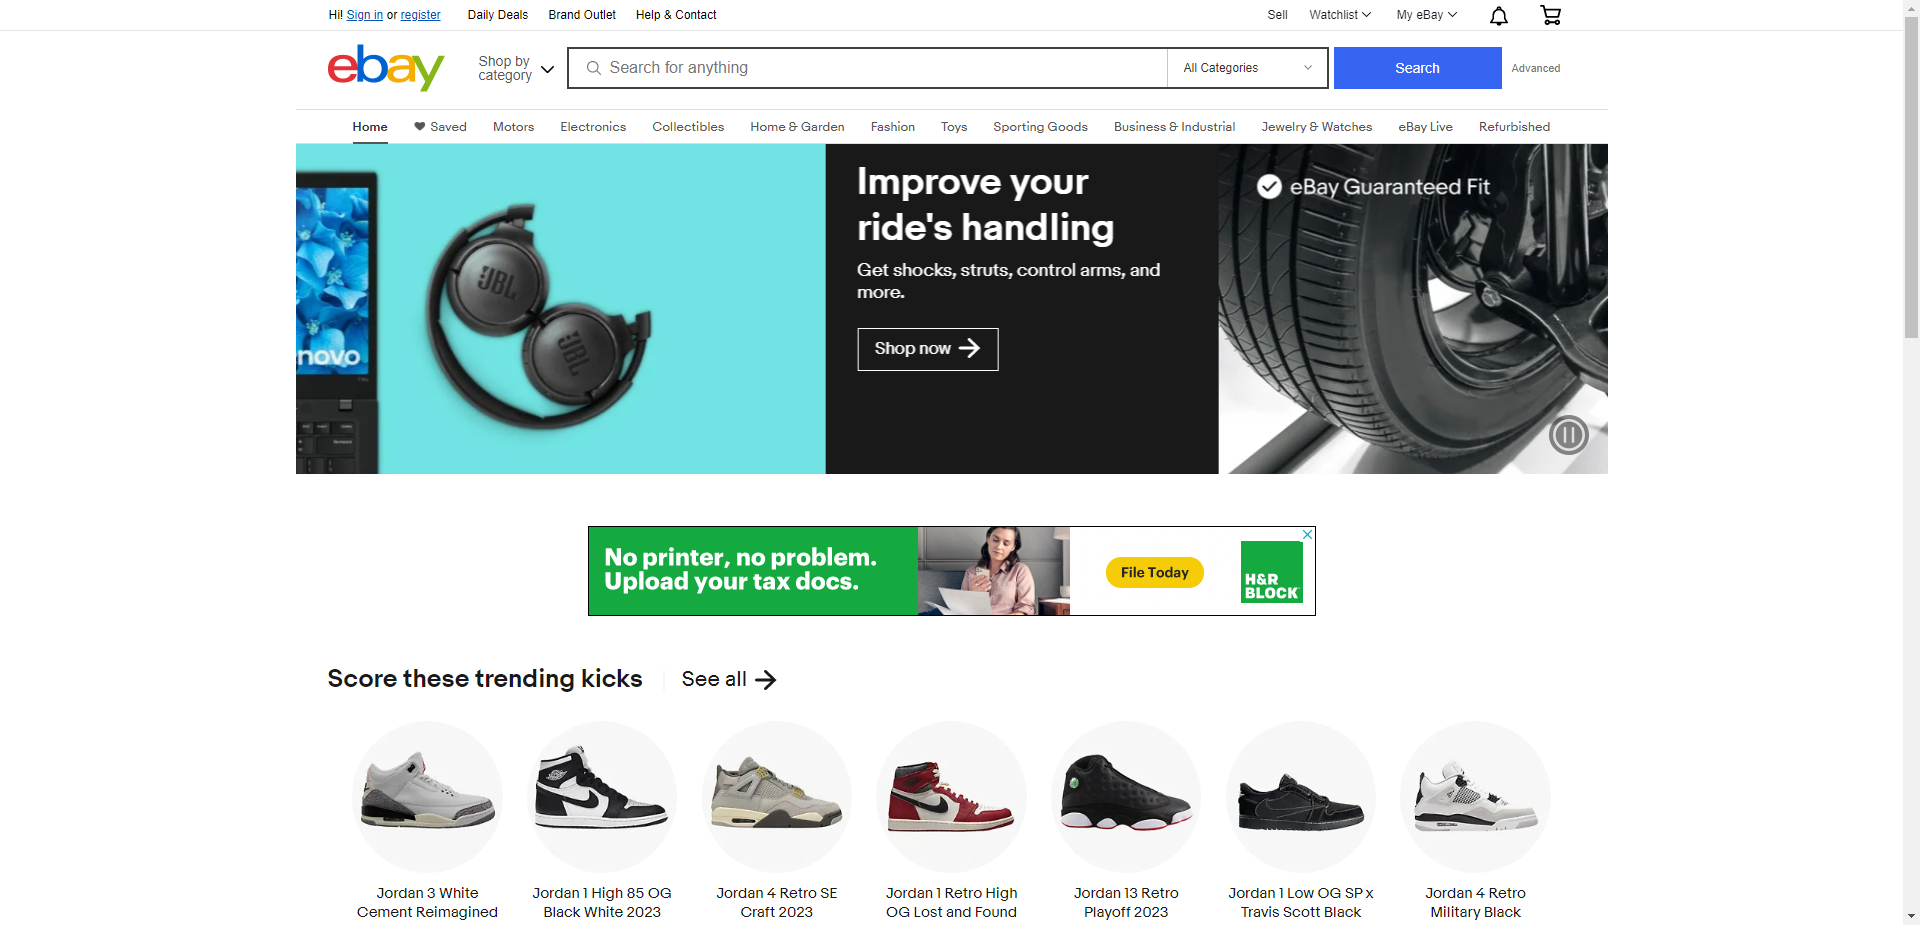 Hi! Sign in or register
Daily Deals
Brand Outlet
Help & Contact
Sell
Watchlist
My eBay
ebay
Shop by
category
Search for anything
All Categories
Search
Advanced
Home
Saved
Motors
Electronics
Collectibles
Home & Garden
Fashion
Toys
Sporting Goods
Business & Industrial
Jewelry & Watches
eBay Live
Refurbished
novo
JBL
JBL
Improve your
ride's handling
Get shocks, struts, control arms, and
more.
Shop now
eBay Guaranteed Fit
No printer, no problem.
Upload your tax docs.
File Today
H&R
BLOCK
Score these trending kicks
See all
Jordan 3 White
Cement Reimagined
Jordan 1 High 85 OG
Black White 2023
Jordan 4 Retro SE
Craft 2023
Jordan 1 Retro High
OG Lost and Found
Jordan 13 Retro
Playoff 2023
Jordan 1 Low OG SP x
Travis Scott Black
Jordan 4 Retro
Military Black